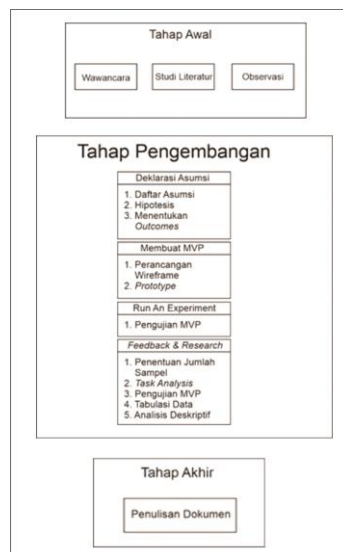 Tahap Awal
Wawancara
Studi Literatur
Observasi
Tahap Pengembangan
Deklarasi Asumsi
1. Daftar Asumsi
2. Hipotesis
3. Menentukan
Outcomes
Membuat MVP
1. Perancangan
Wireframe
2. Prototype
Run An Experiment
1. Pengujian MVP
Feedback & Research
1. Penentuan Jumlah
Sampel
2. Task Analysis
3. Pengujian MVP
4. Tabulasi Data
5. Analisis Deskriptif
Tahap Akhir
Penulisan Dokumen